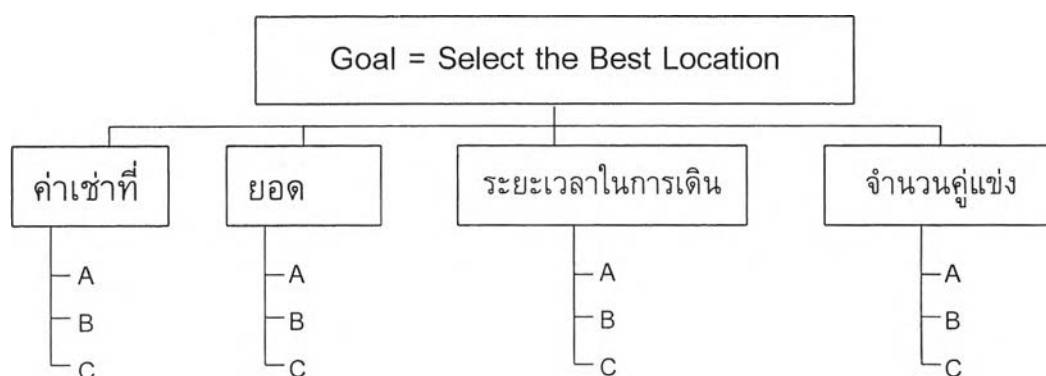 Goal = Select the Best Location
ค่าเช่าที่
ยอด
ระยะเวลาในการเดิน
จำนวนคู่แข่ง
A
B
C
A
B
C
A
B
C
A
B
C